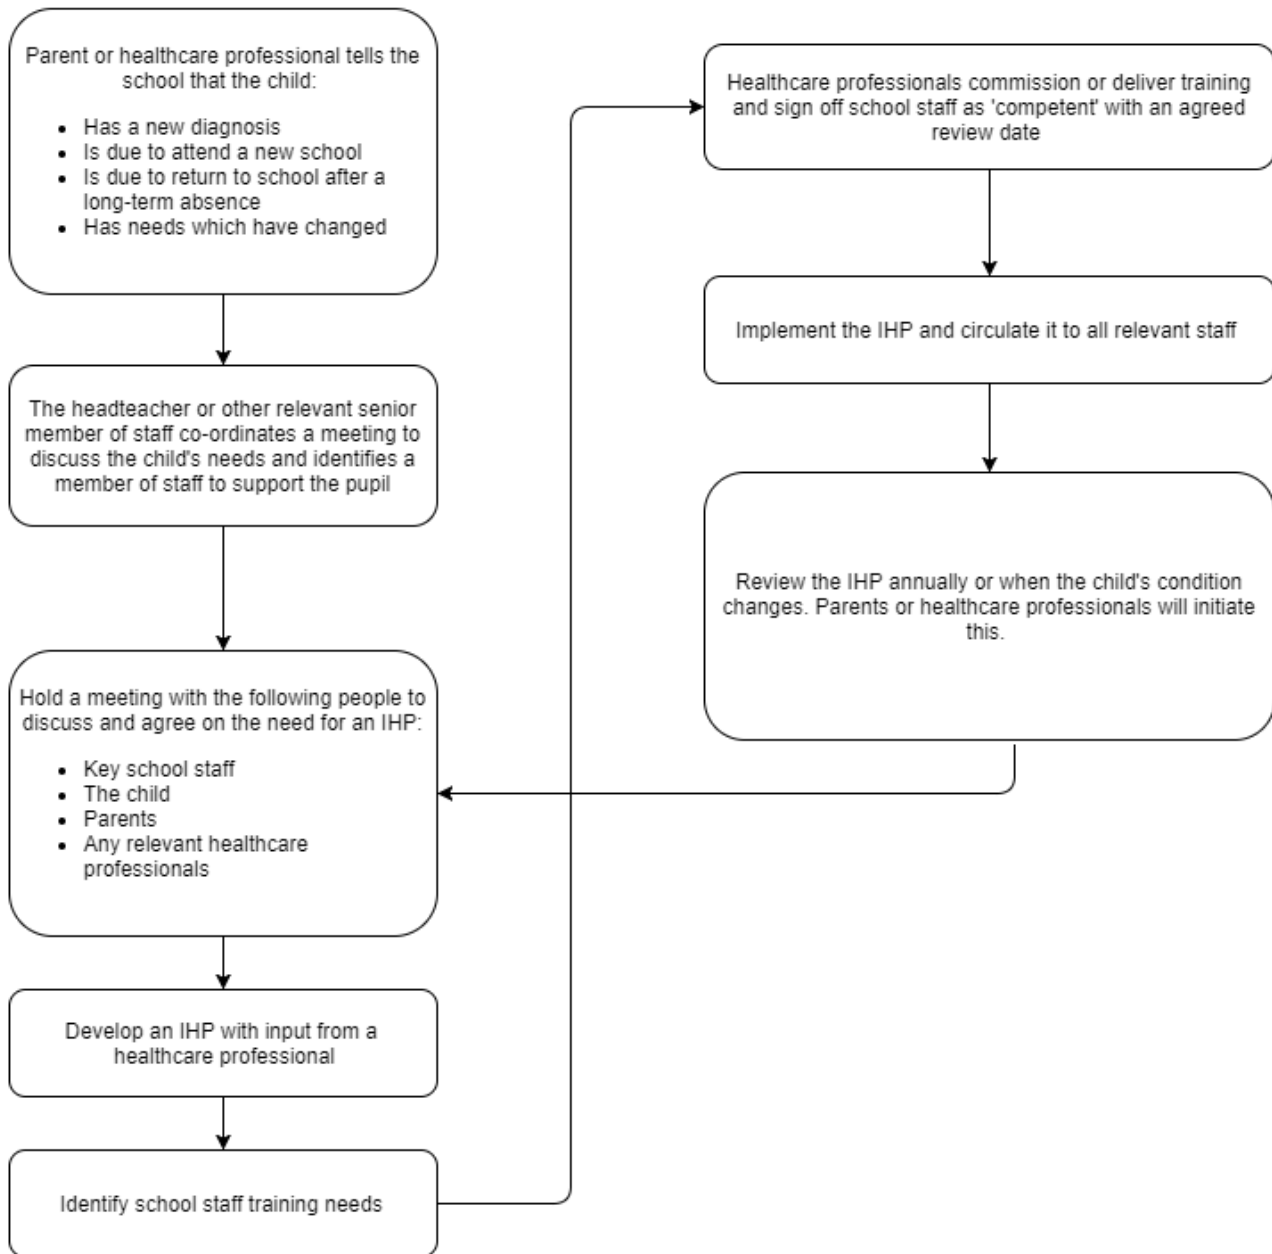 Parent or healthcare professional tells the
school that the child:
• Has a new diagnosis
• Is due to attend a new school
• Is due to return to school after a
long-term absence
• Has needs which have changed
The headteacher or other relevant senior
member of staff co-ordinates a meeting to
discuss the child's needs and identifies a
member of staff to support the pupil
Hold a meeting with the following people to
discuss and agree on the need for an IHP:
• Key school staff
• The child
• Parents
• Any relevant healthcare
professionals
Develop an IHP with input from a
healthcare professional
Identify school staff training needs
Healthcare professionals commission or deliver training
and sign off school staff as 'competent' with an agreed
review date
Implement the IHP and circulate it to all relevant staff
Review the IHP annually or when the child's condition
changes. Parents or healthcare professionals will initiate
this.